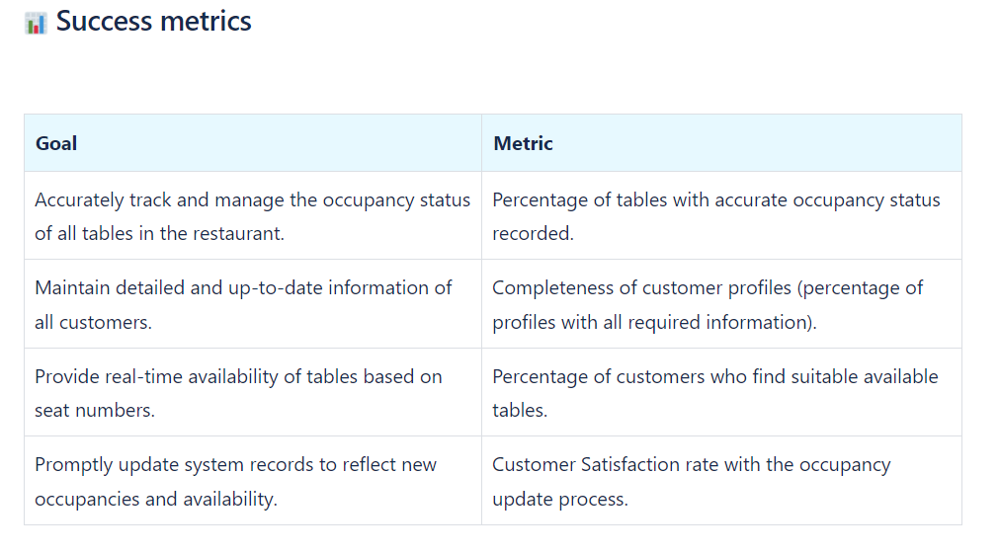 Success metrics
Goal
Metric
Accurately track and manage the occupancy status
of all tables in the restaurant.
Percentage of tables with accurate occupancy status
recorded.
Maintain detailed and up-to-date information of
all customers.
Completeness of customer profiles (percentage of
profiles with all required information).
Provide real-time availability of tables based on
seat numbers.
Percentage of customers who find suitable available
tables.
Promptly update system records to reflect new
occupancies and availability.
Customer Satisfaction rate with the occupancy
update process.